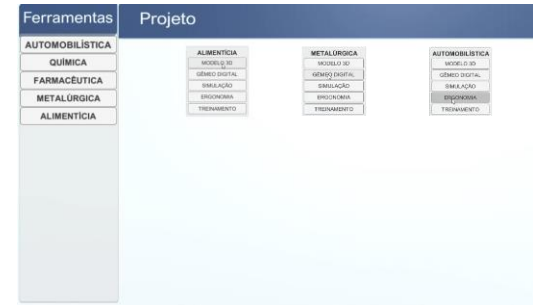 Ferramentas
Projeto
AUTOMOBILÍSTICA
QUÍMICA
FARMACÊUTICA
METALÚRGICA
ALIMENTÍCIA
ALIMENTÍCIA
MODELO 3D
GÊMEO DIGITAL
SIMULAÇÃO
ERGONOMIA
TREINAMENTO
METALÚRGICA
MODELO 3D
GÊMEO DIGITAL
SIMULAÇÃO
ERGONOMIA
TREINAMENTO
AUTOMOBILÍSTICA
MODELO 3D
GÊMEO DIGITAL
SIMULAÇÃO
ERGONOMIA
TREINAMENTO